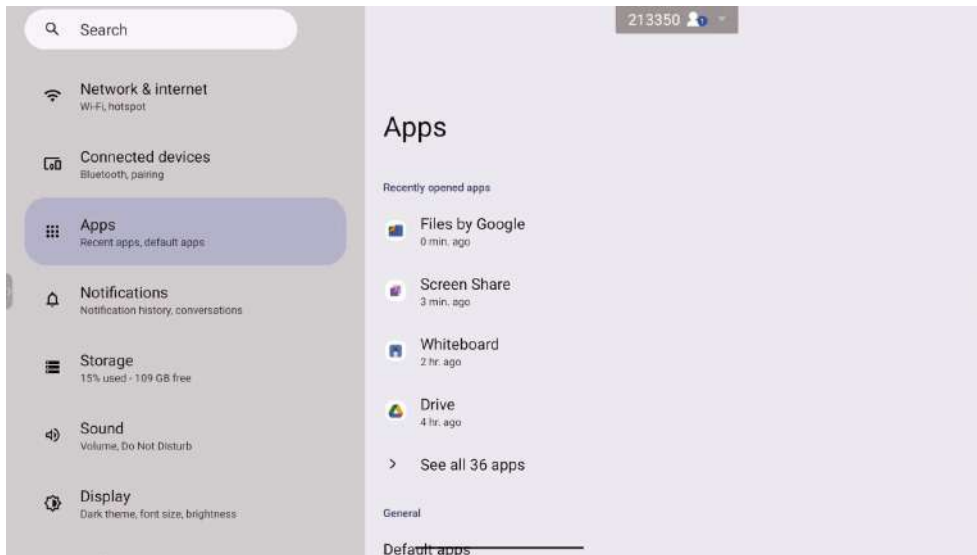 Search
Network & internet
Wi-Fi, hotspot
Connected devices
Bluetooth, pairing
Apps
Recent apps, default apps
Notifications
Notification history, conversations
Storage
15% used - 109 GB free
Sound
Volume, Do Not Disturb
Display
Dark theme, font size, brightness
213350
1
Apps
Recently opened apps
Files by Google
0 min. ago
Screen Share
3 min. ago
Whiteboard
2 hr. ago
Drive
4 hr. ago
See all 36 apps
General
Default apps